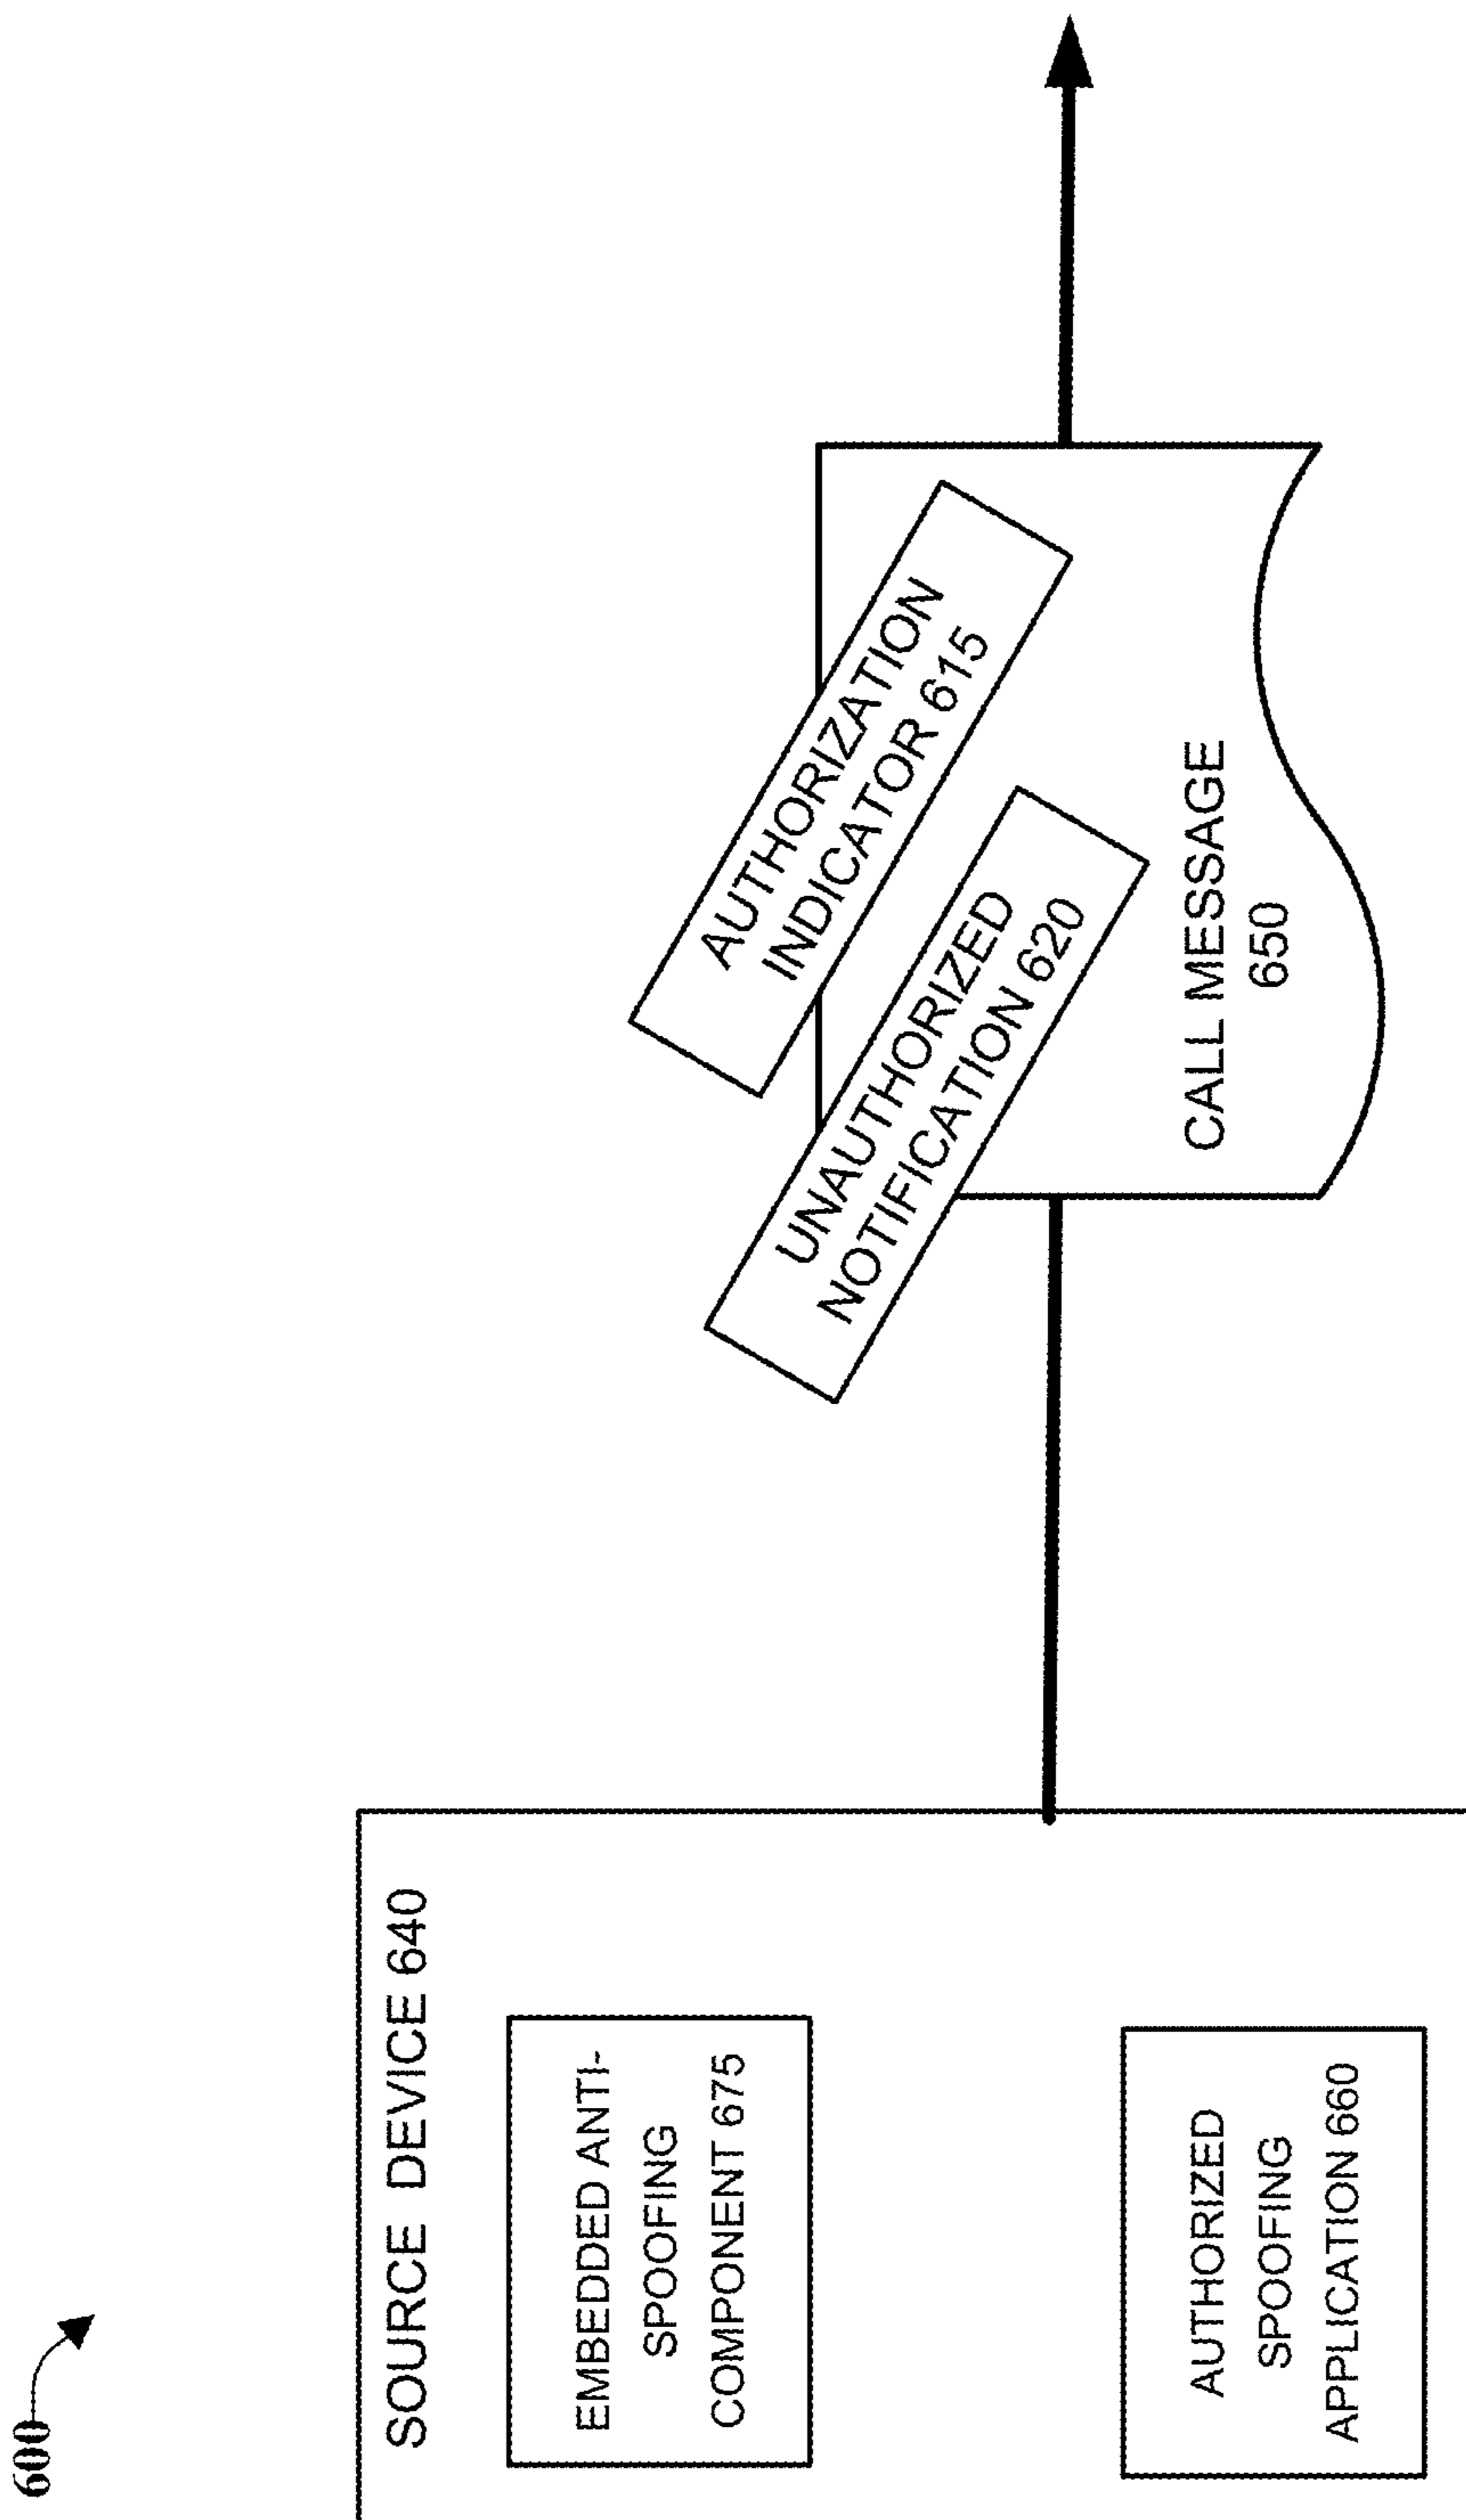 600
SOURCE DEVICE 640
EMBEDDED ANTI-
SPOOFING
COMPONENT 675
AUTHORIZED
SPOOFING
APPLICATION 660
AUTHORIZATION
INDICATOR 615
UNAUTHORIZED
NOTIFICATION 620
CALL MESSAGE
650